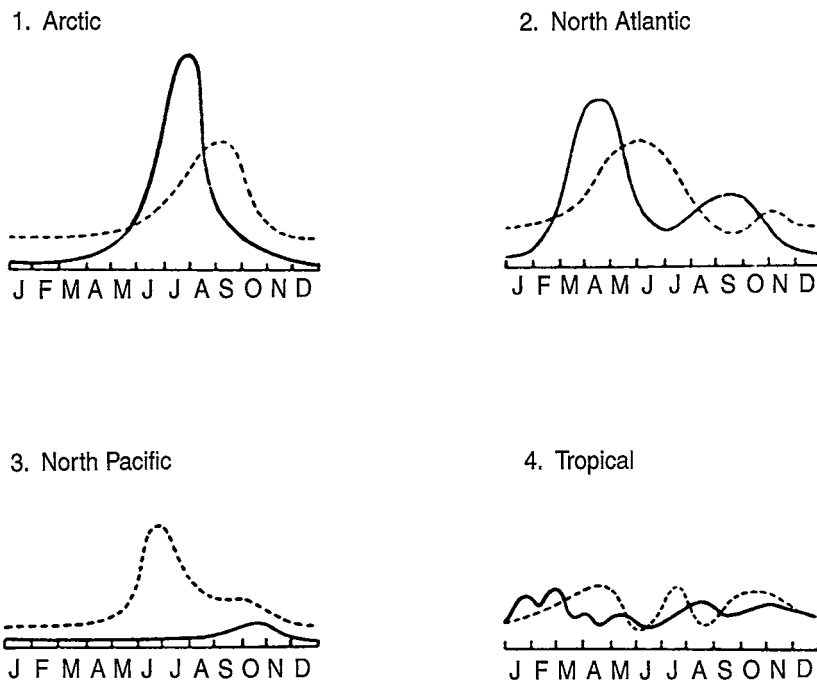 1. Arctic
2. North Atlantic
J F M A M J J A S O N D
J F M A M J J A S O N D
3. North Pacific
4. Tropical
J F M A M J J A S O N D
J F M A M J J A S O N D